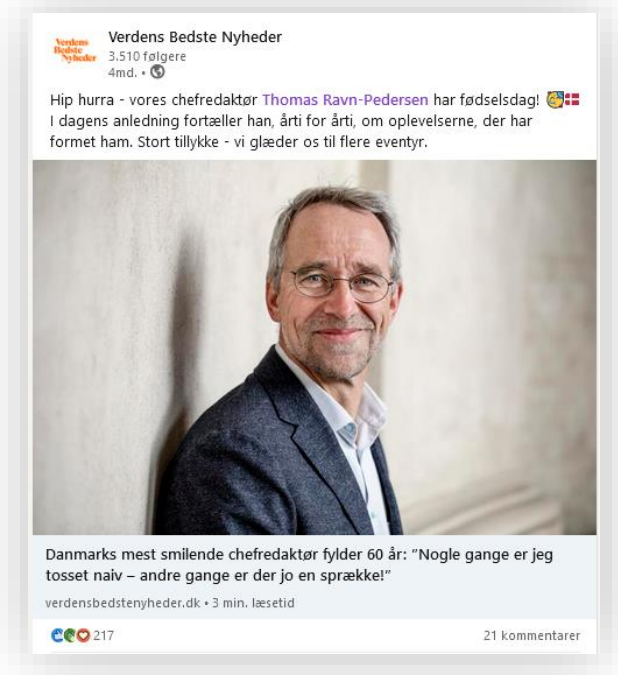 Verdens
Bedste
Nyheder
Verdens Bedste Nyheder
3.510 følgere
4md. •
Hip hurra - vores chefredaktør Thomas Ravn-Pedersen har fødselsdag! 🥳🇩🇰
I dagens anledning fortæller han, årti for årti, om oplevelserne, der har
formet ham. Stort tillykke - vi glæder os til flere eventyr.
Danmarks mest smilende chefredaktør fylder 60 år: ”Nogle gange er jeg
tosset naiv – andre gange er der jo en sprække!”
verdensbedstenyheder.dk • 3 min. læsetid
217
21 kommentarer